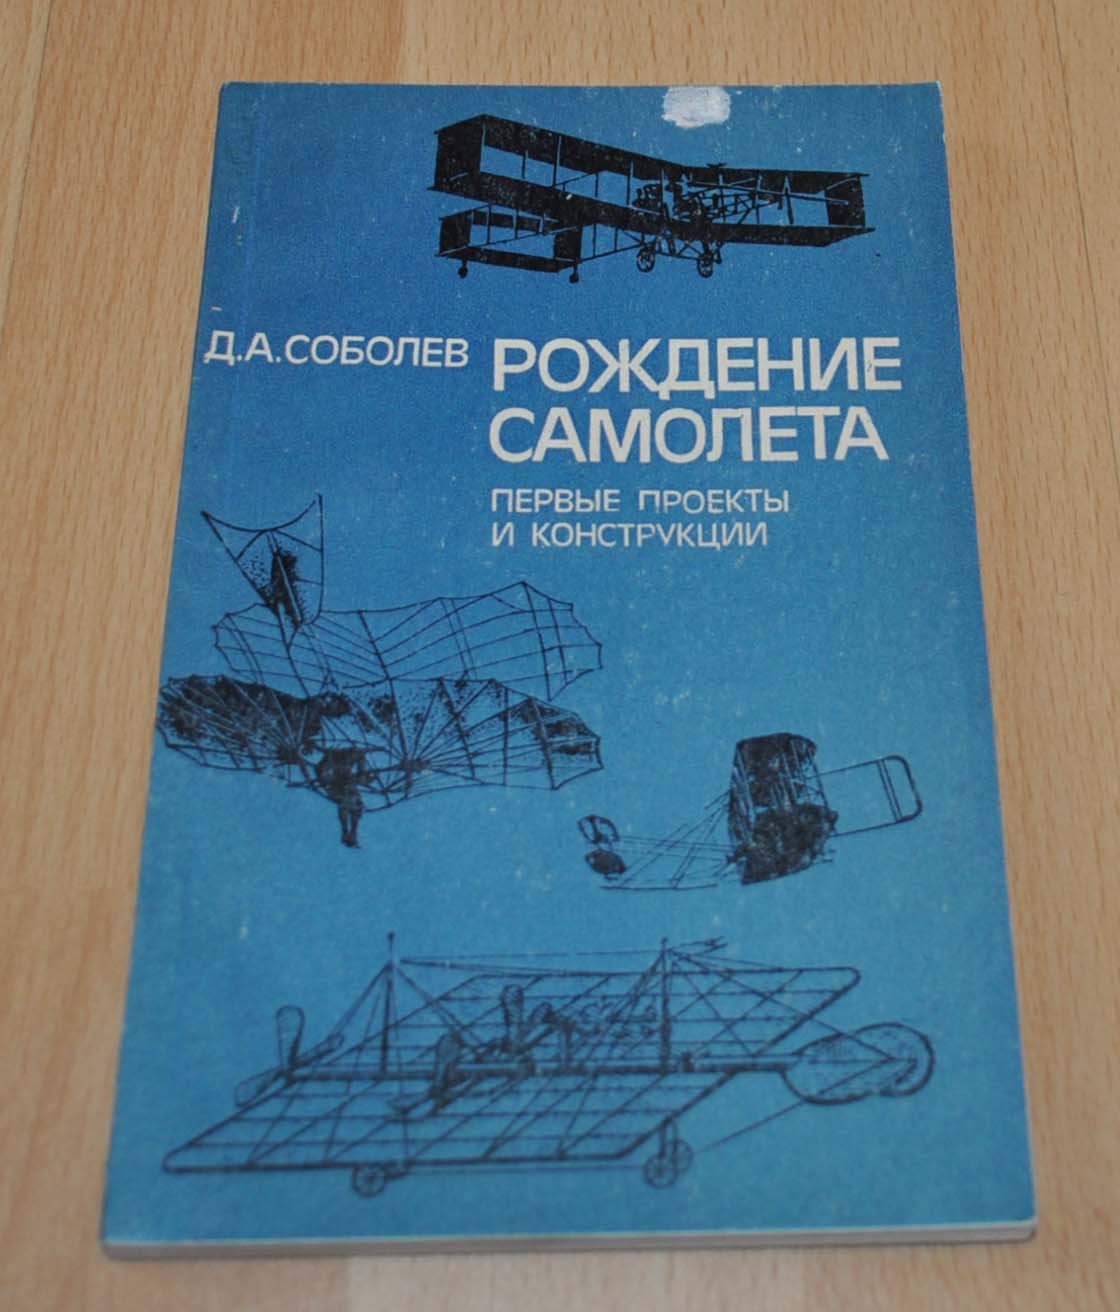 Д.А.СОБОЛЕВ
РОЖДЕНИЕ
САМОЛЕТА
ПЕРВЫЕ ПРОЕКТЫ
И КОНСТРУКЦИИ